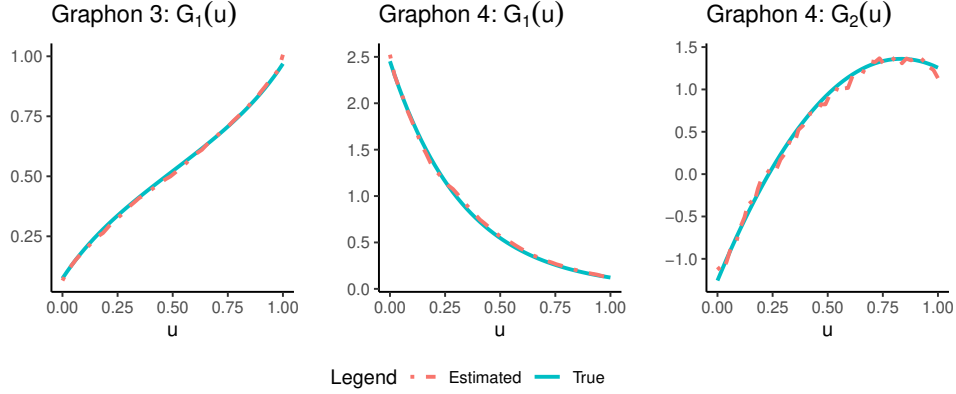 Graphon 3: G₁(u)
Graphon 4: G₁(u)
Graphon 4: G₂(u)
1.00
0.75
0.50
0.25
0.00 0.25 0.50 0.75 1.00
u
2.5
2.0
1.5
1.0
0.5
0.0
0.00 0.25 0.50 0.75 1.00
u
1.5
1.0
0.5
0.0
−0.5
−1.0
0.00 0.25 0.50 0.75 1.00
u
Legend Estimated True